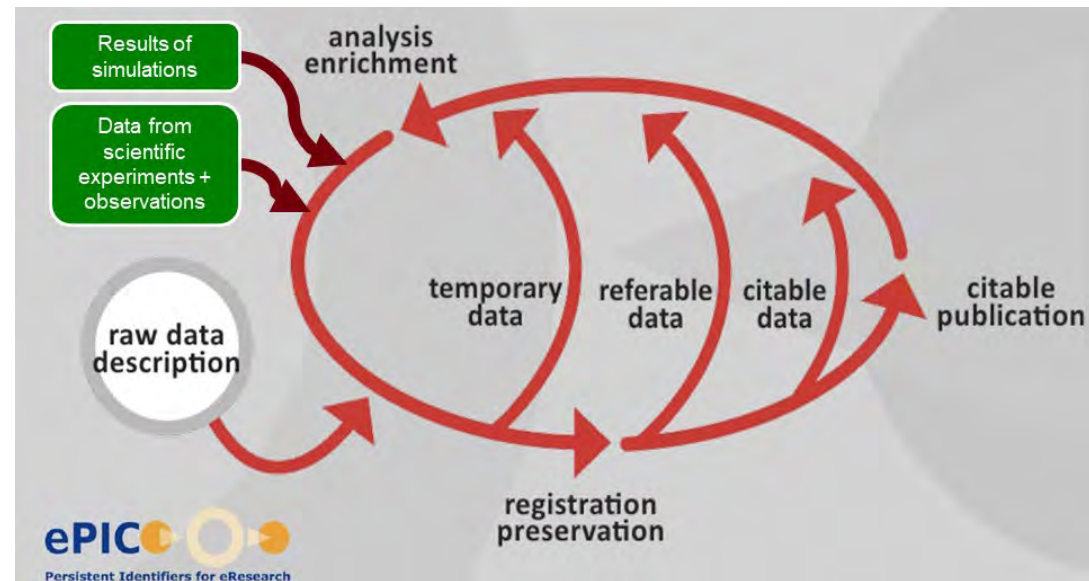 Results of
simulations
Data from
scientific
experiments +
observations
analysis
enrichment
raw data
description
temporary
data
referable
data
citable
data
citable
publication
registration
preservation
ePIC
Persistent Identifiers for eResearch